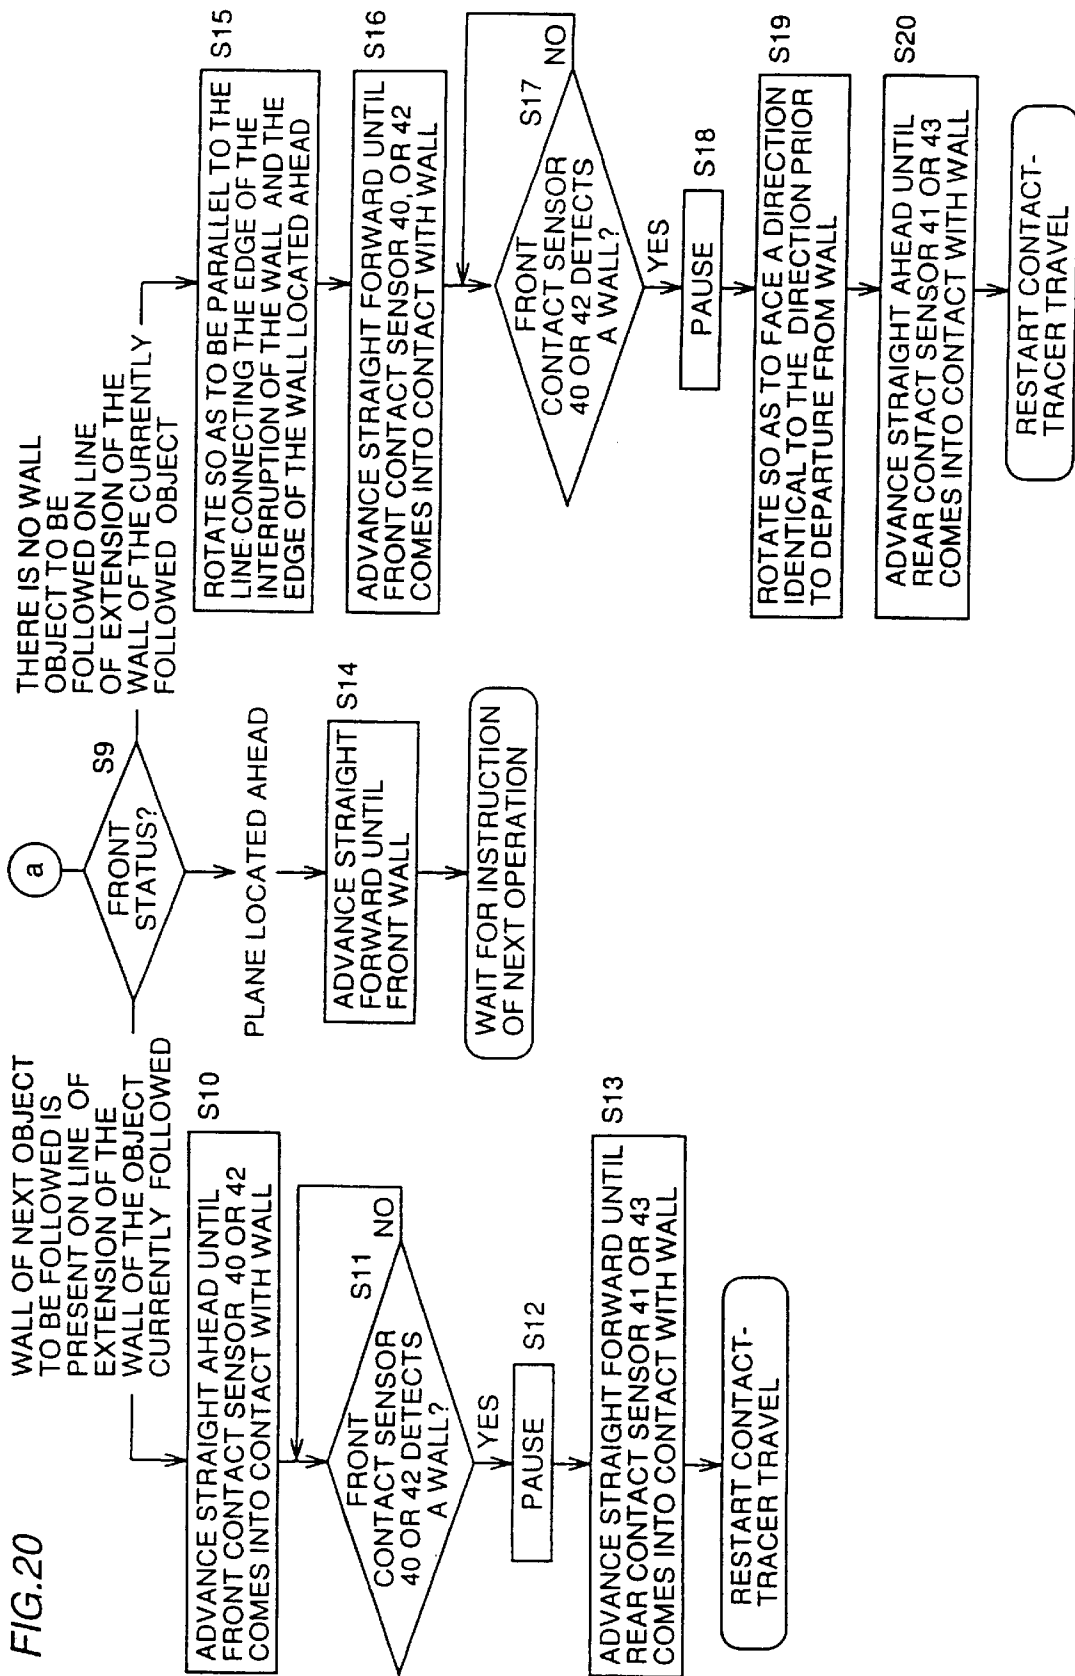 FIG.20
a
FRONT
STATUS?
S9
WALL OF NEXT OBJECT
TO BE FOLLOWED IS
PRESENT ON LINE OF
EXTENSION OF THE
WALL OF THE OBJECT
CURRENTLY FOLLOWED
S10
ADVANCE STRAIGHT AHEAD UNTIL
FRONT CONTACT SENSOR 40 OR 42
COMES INTO CONTACT WITH WALL
S11
FRONT
CONTACT SENSOR
40 OR 42 DETECTS
A WALL?
NO
YES
PAUSE
S12
S13
ADVANCE STRAIGHT FORWARD UNTIL
REAR CONTACT SENSOR 41 OR 43
COMES INTO CONTACT WITH WALL
RESTART CONTACT-
TRACER TRAVEL
PLANE LOCATED AHEAD
S14
ADVANCE STRAIGHT
FORWARD UNTIL
FRONT WALL
WAIT FOR INSTRUCTION
OF NEXT OPERATION
THERE IS NO WALL
OBJECT TO BE
FOLLOWED ON LINE
OF EXTENSION OF THE
WALL OF THE CURRENTLY
FOLLOWED OBJECT
S15
ROTATE SO AS TO BE PARALLEL TO THE
LINE CONNECTING THE EDGE OF THE
INTERRUPTION OF THE WALL AND THE
EDGE OF THE WALL LOCATED AHEAD
S16
ADVANCE STRAIGHT FORWARD UNTIL
FRONT CONTACT SENSOR 40, OR 42
COMES INTO CONTACT WITH WALL
S17
FRONT
CONTACT SENSOR
40 OR 42 DETECTS
A WALL?
NO
YES
PAUSE
S18
S19
ROTATE SO AS TO FACE A DIRECTION
IDENTICAL TO THE DIRECTION PRIOR
TO DEPARTURE FROM WALL
S20
ADVANCE STRAIGHT AHEAD UNTIL
REAR CONTACT SENSOR 41 OR 43
COMES INTO CONTACT WITH WALL
RESTART CONTACT-
TRACER TRAVEL